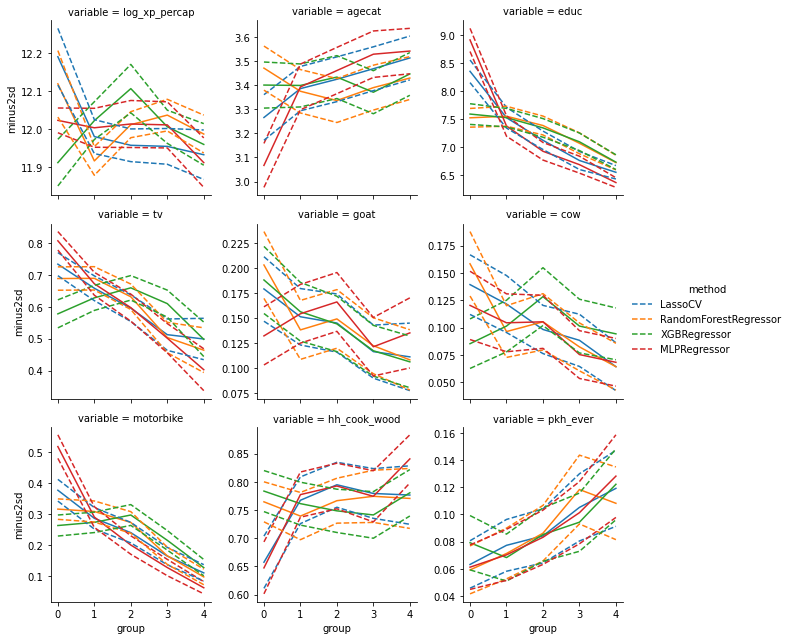 variable = log_xp_percap
variable = agecat
variable = educ
minus2sd
12.2
12.1
12.0
11.9
3.6
3.5
3.4
3.3
3.2
3.1
3.0
9.0
8.5
8.0
7.5
7.0
6.5
variable = tv
variable = goat
variable = cow
minus2sd
0.8
0.7
0.6
0.5
0.4
0.225
0.200
0.175
0.150
0.125
0.100
0.075
0.175
0.150
0.125
0.100
0.075
0.050
method
LassoCV
RandomForestRegressor
XGBRegressor
MLPRegressor
variable = motorbike
variable = hh_cook_wood
variable = pkh_ever
minus2sd
0.5
0.4
0.3
0.2
0.1
0.85
0.80
0.75
0.70
0.65
0.60
0.16
0.14
0.12
0.10
0.08
0.06
0.04
0 1 2 3 4
0 1 2 3 4
0 1 2 3 4
group
group
group